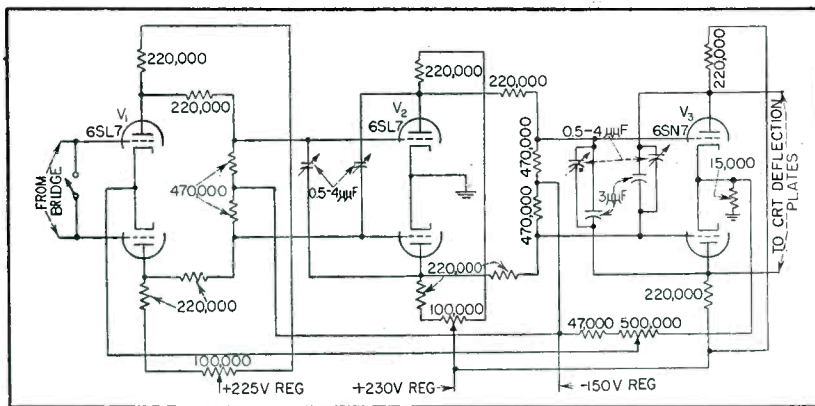 220,000
220,000
V1
6SL7
FROM
BRIDGE
470,000
220,000
100,000
+225V REG
220,000
V2
6SL7
0.5-4μμF
220,000
220,000
100,000
+230V REG
470,000
470,000
-150V REG
0.5-4μμF
3μμF
220,000
V3
6SN7
15,000
220,000
47,000
500,000
TO CRT DEFLECTION
PLATES